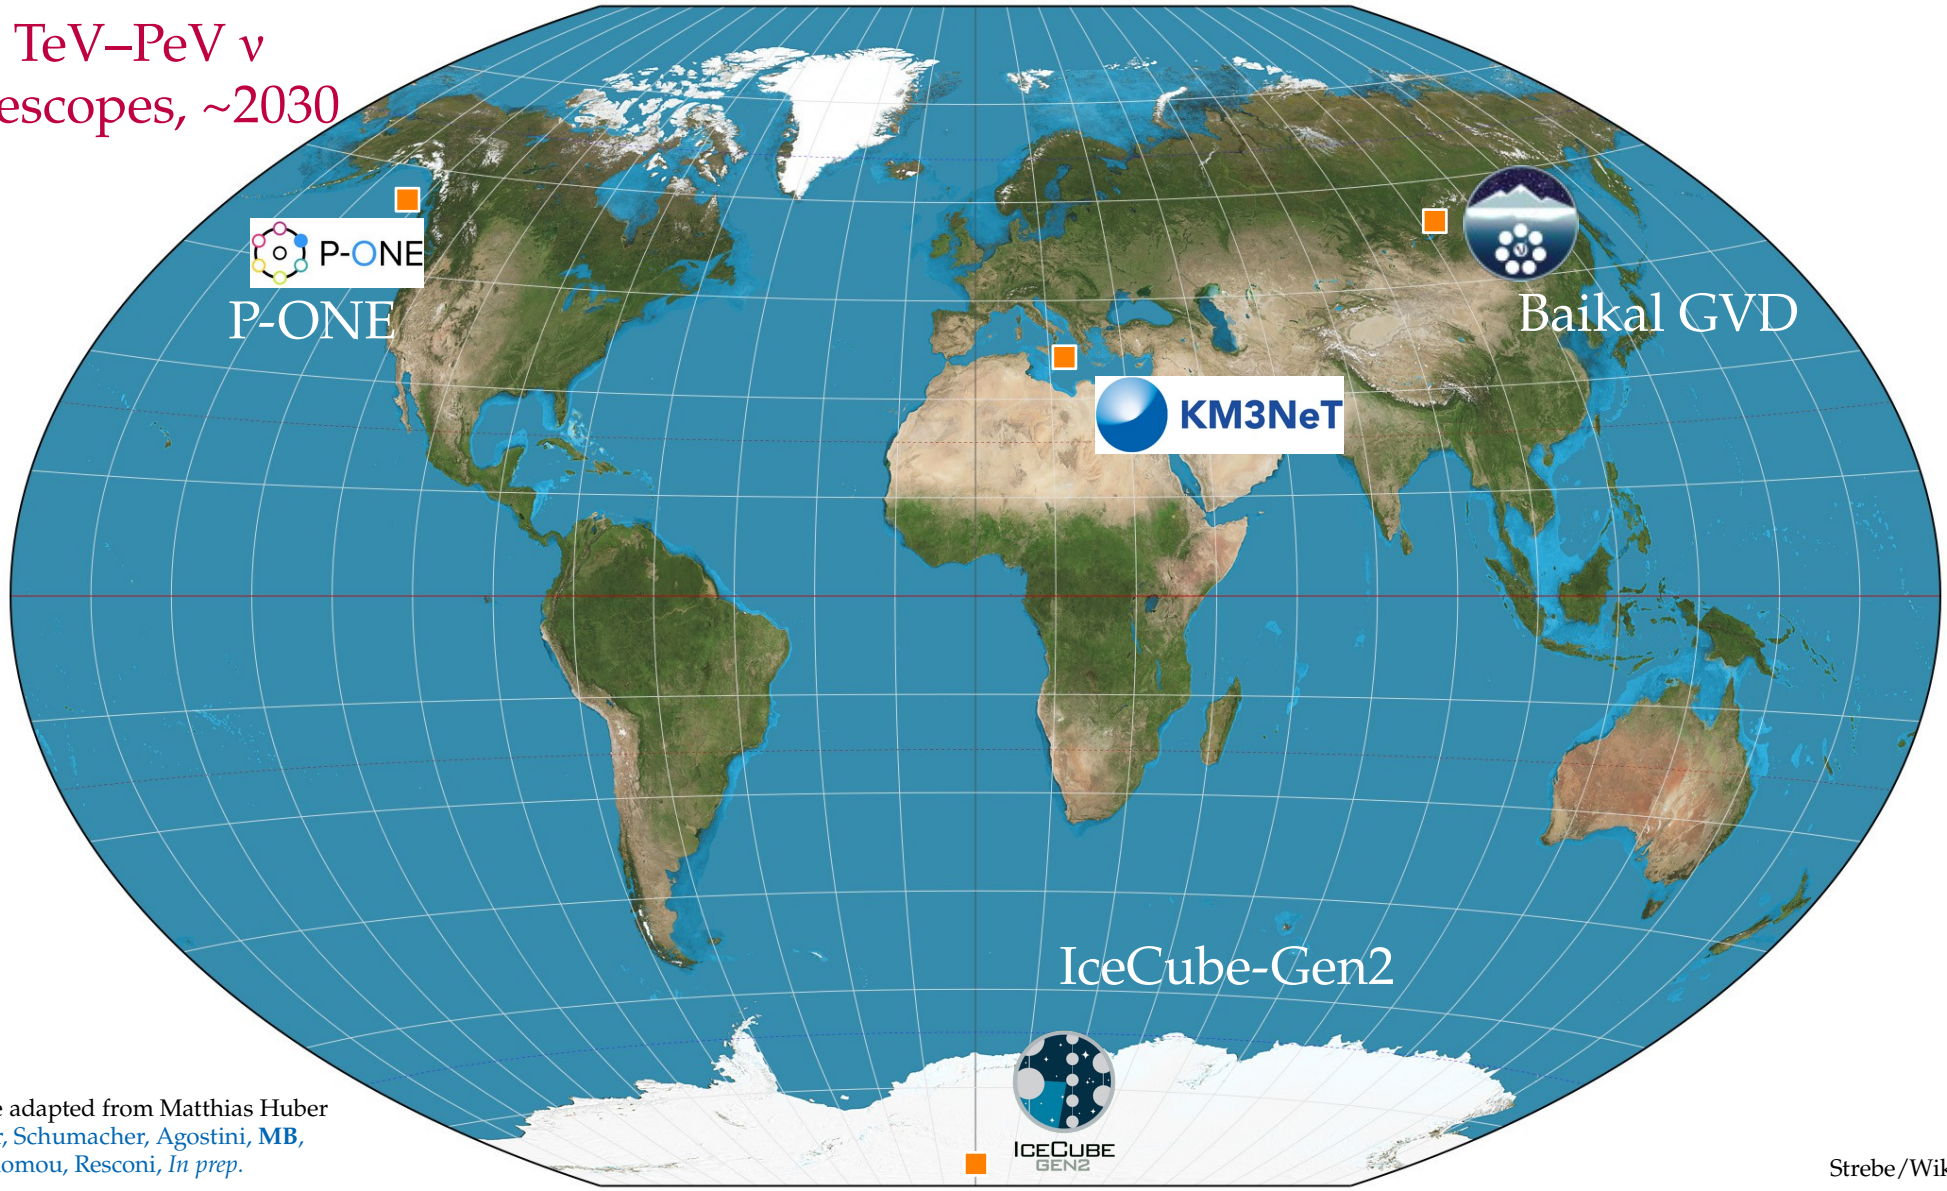 TeV–PeV ν
escopes, ~2030
P-ONE
P-ONE
Baikal GVD
KM3NeT
IceCube-Gen2
ICECUBE
GEN2
e adapted from Matthias Huber
r, Schumacher, Agostini, MB,
omou, Resconi, In prep.
Strebe/Wik